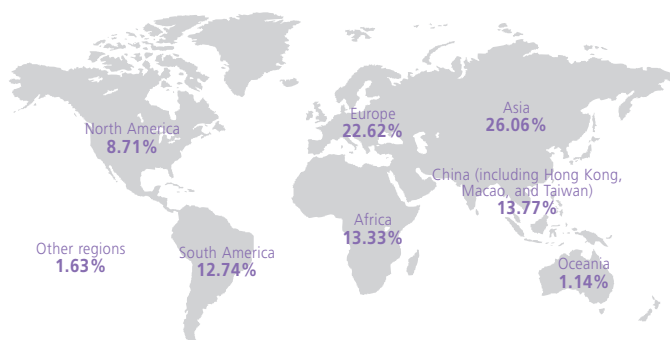 North America
8.71%
Europe
22.62%
Asia
26.06%
China (including Hong Kong,
Macao, and Taiwan)
13.77%
Africa
13.33%
Other regions
1.63%
South America
12.74%
Oceania
1.14%